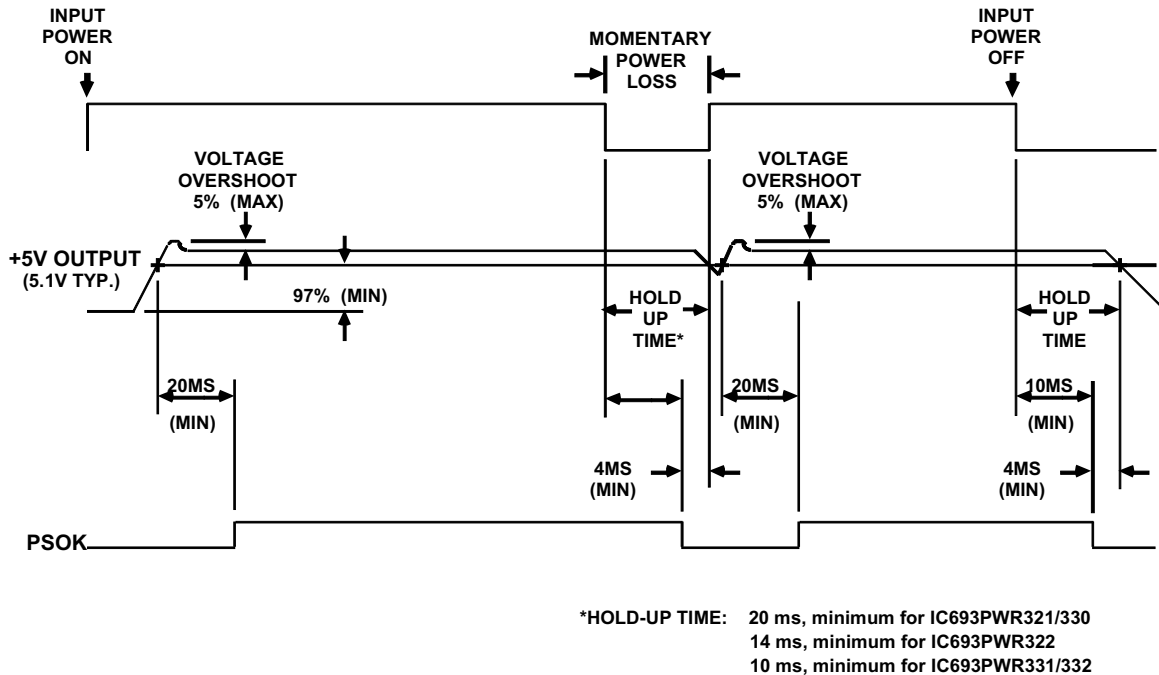 INPUT
POWER
ON
MOMENTARY
POWER
LOSS
INPUT
POWER
OFF
VOLTAGE
OVERSHOOT
5% (MAX)
VOLTAGE
OVERSHOOT
5% (MAX)
+5V OUTPUT
(5.1V TYP.)
97% (MIN)
HOLD
UP
TIME*
HOLD
UP
TIME
20MS
(MIN)
20MS
(MIN)
10MS
(MIN)
4MS
(MIN)
4MS
(MIN)
PSOK
*HOLD-UP TIME: 20 ms, minimum for IC693PWR321/330
14 ms, minimum for IC693PWR322
10 ms, minimum for IC693PWR331/332